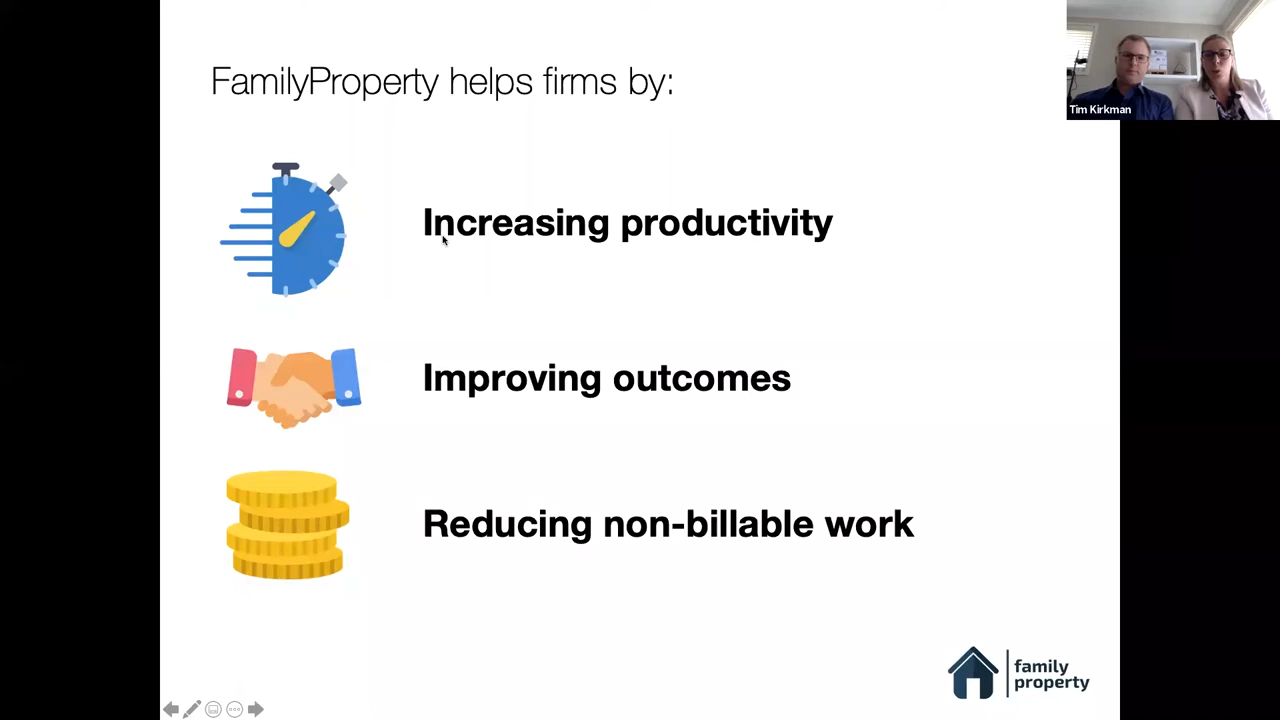 FamilyProperty helps firms by:
Tim Kirkman
Increasing productivity
Improving outcomes
Reducing non-billable work
family
property